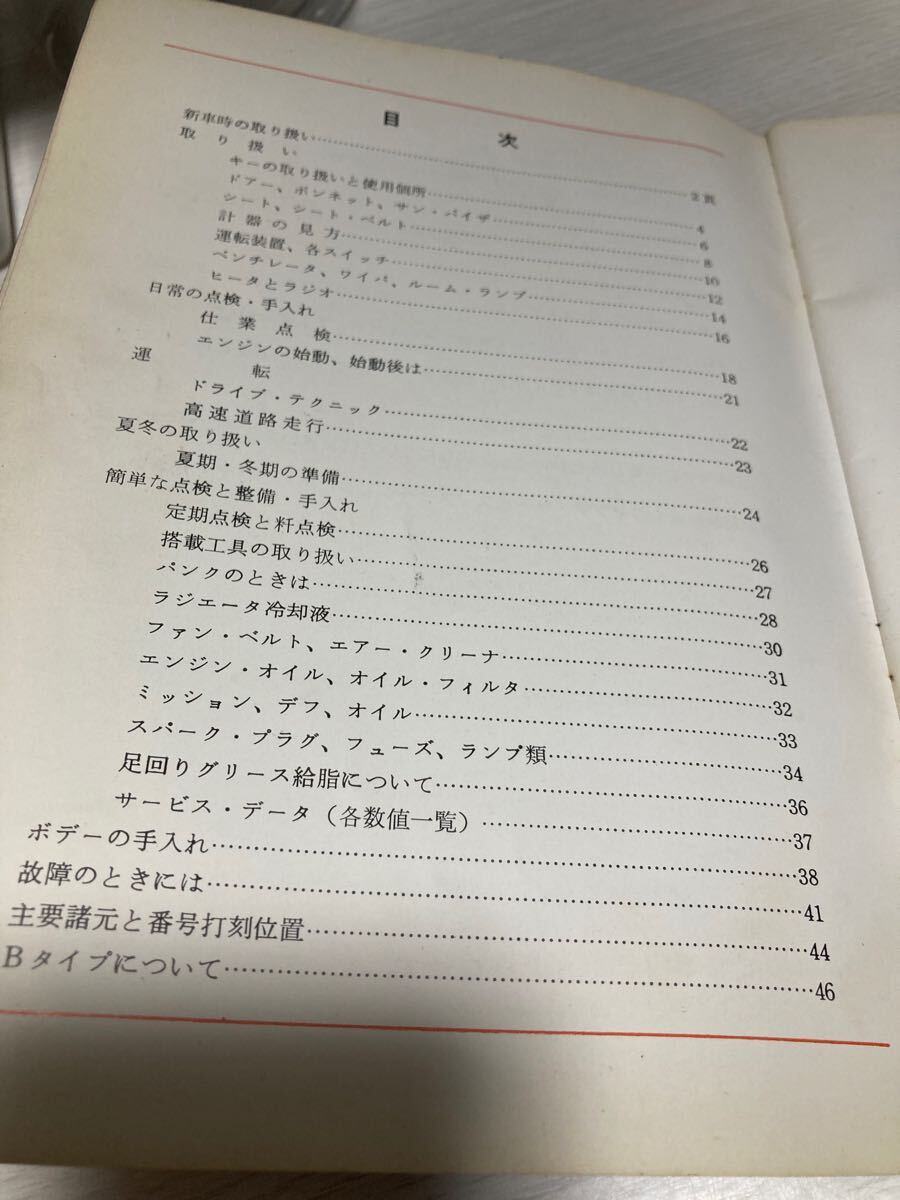 目次
新車時の取り扱い……2頁
取り扱い
キーの取り扱いと使用個所……4
ドアー、ボンネット、サン・バイザ……6
シート、シート・ベルト……8
計器の見方……10
運転装置、各スイッチ……12
ベンチレータ、ワイパ、ルーム・ランプ……14
ヒータとラジオ……16
日常の点検・手入れ
仕業点検……18
エンジンの始動、始動後は……21
運転
ドライブ・テクニック……22
高速道路走行……23
夏冬の取り扱い
夏期・冬期の準備……24
簡単な点検と整備・手入れ
定期点検と粁点検……26
搭載工具の取り扱い……27
パンクのときは……28
ラジエータ冷却液……30
ファン・ベルト、エアー・クリーナ……31
エンジン・オイル、オイル・フィルタ……32
ミッション、デフ、オイル……33
スパーク・プラグ、フューズ、ランプ類……34
足回りグリース給脂について……36
サービス・データ（各数値一覧）……37
ボデーの手入れ……38
故障のときには……41
主要諸元と番号打刻位置……44
Bタイプについて……46